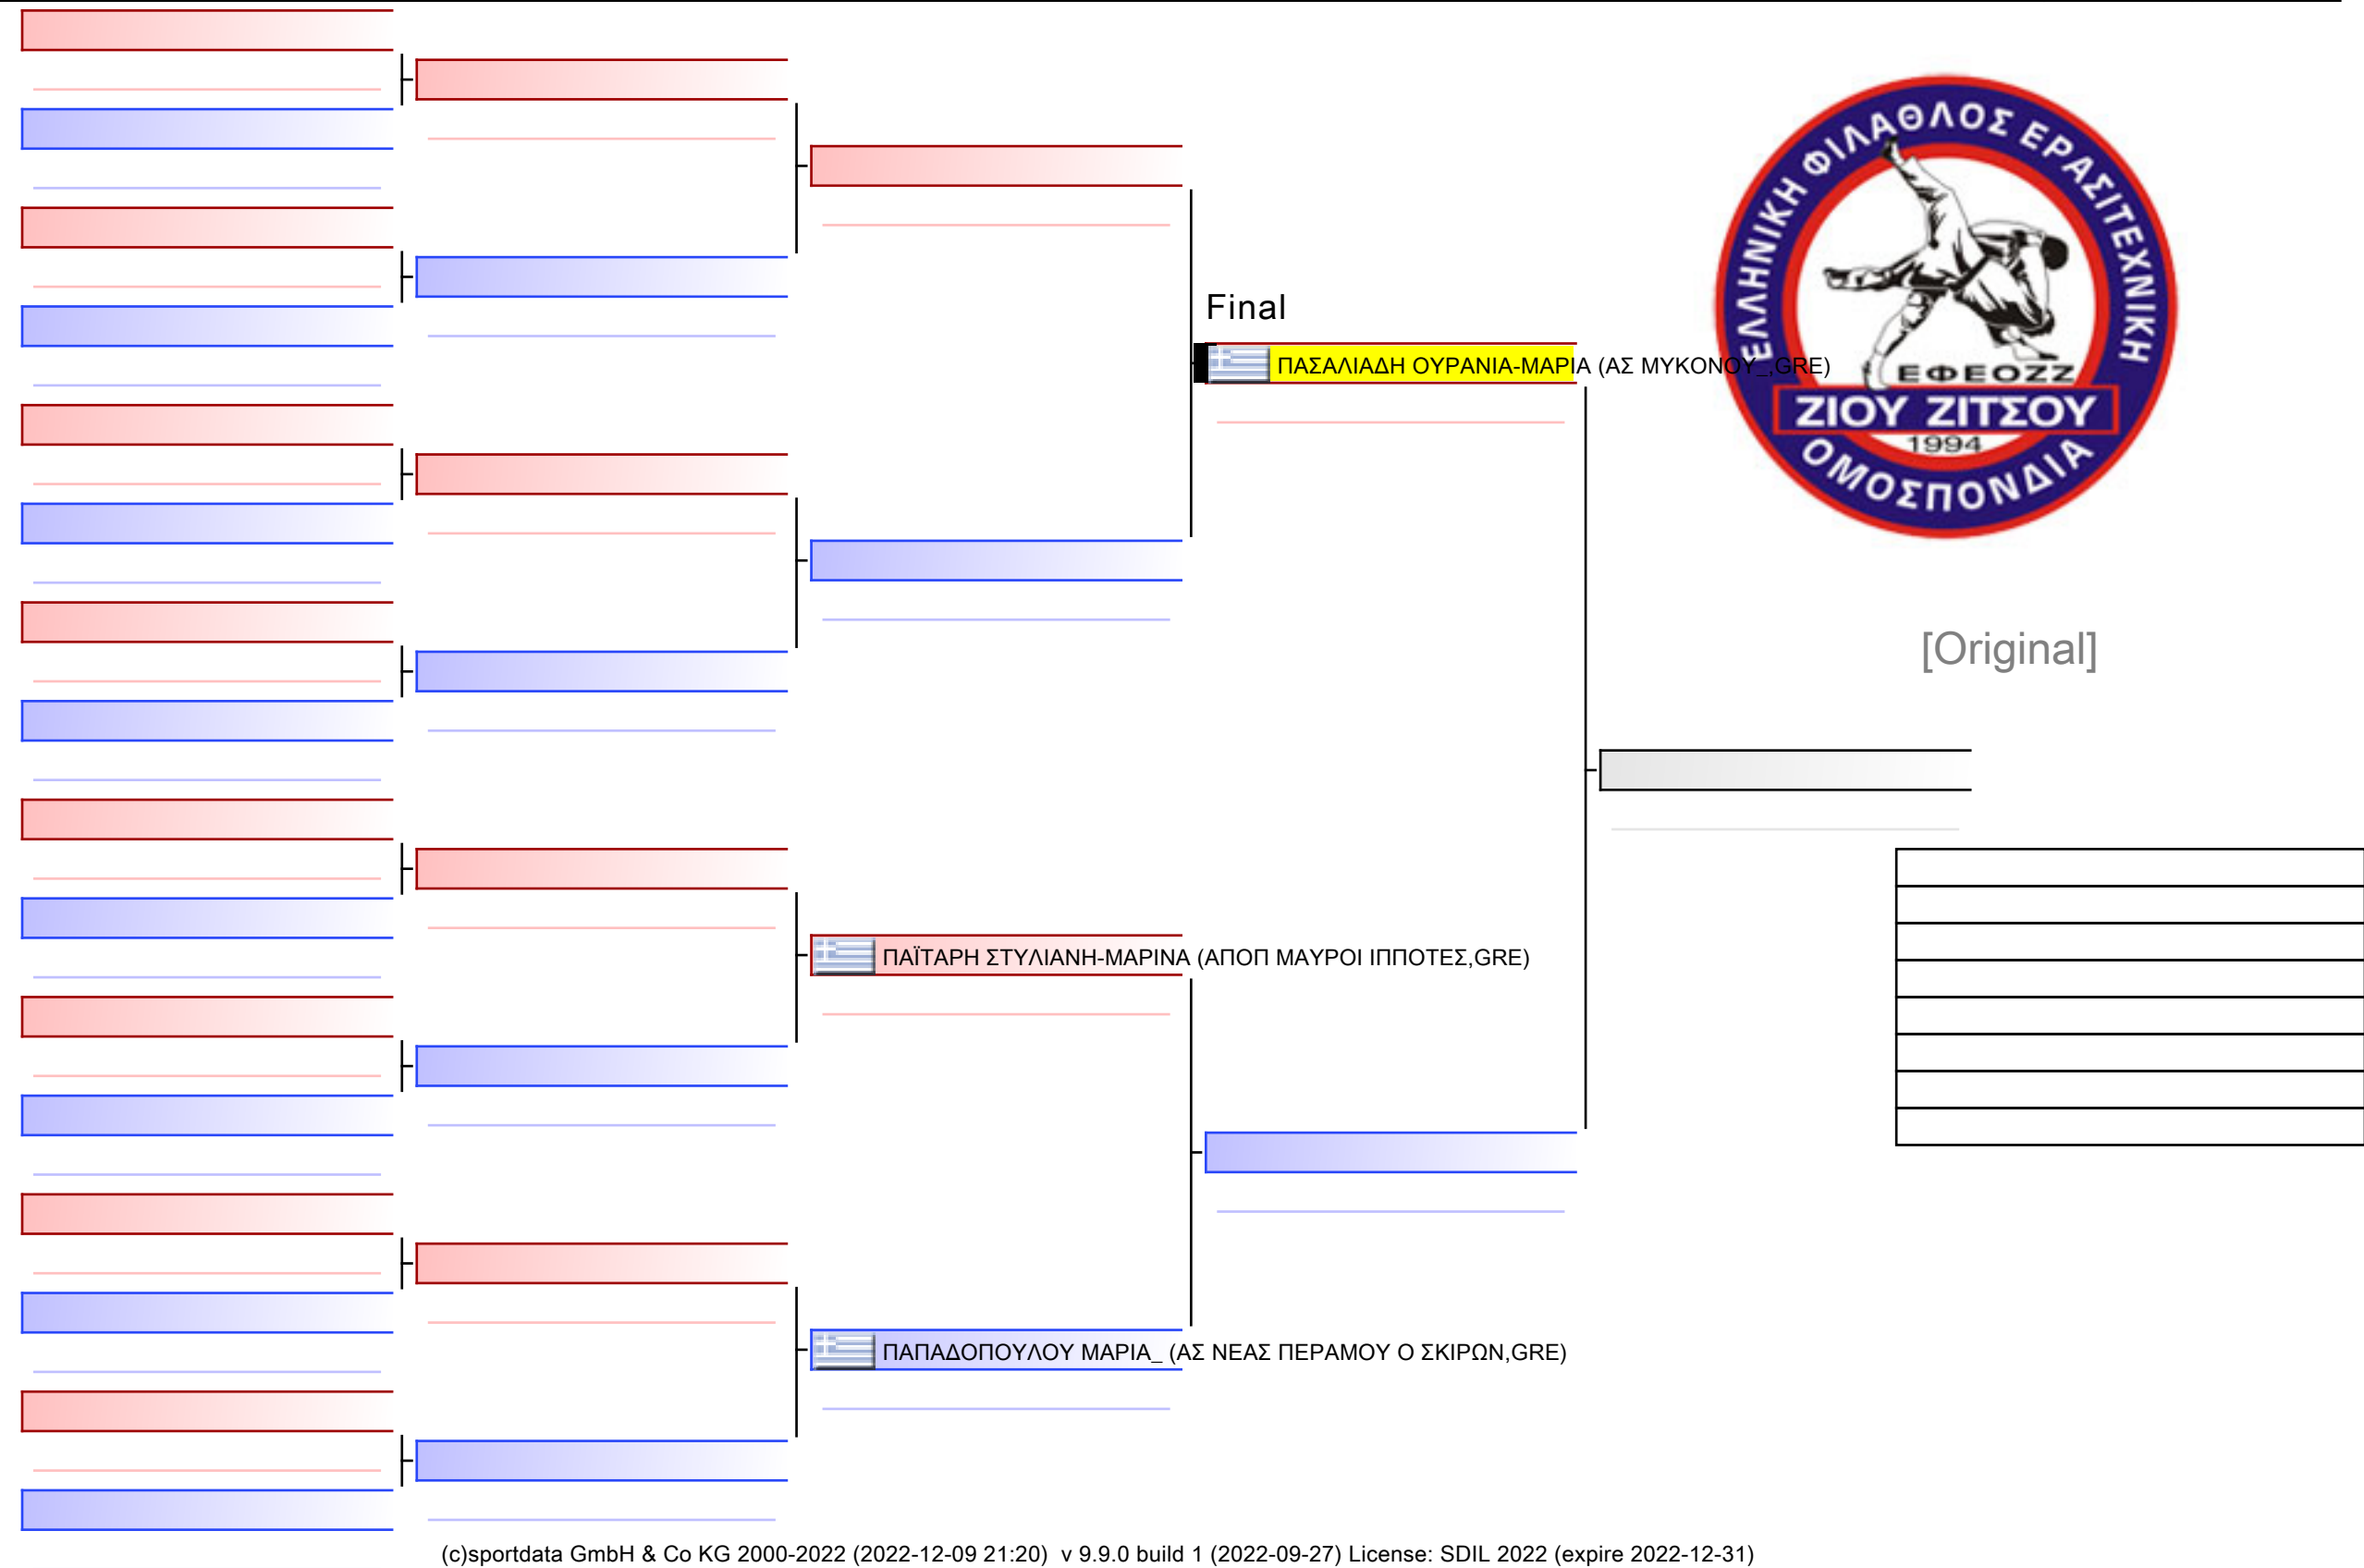 ΕΛΛΗΝΙΚΗ ΦΙΛΑΘΛΟΣ ΕΡΑΣΙΤΕΧΝΙΚΗ
Final
ΠΑΣΑΛΙΑΔΗ ΟΥΡΑΝΙΑ-ΜΑΡΙΑ (ΑΣ ΜΥΚΟΝΟΥ_,GRE)
ΕΦΕΟΖΖ
ΖΙΟΥ ΖΙΤΣΟΥ
1994
ΟΜΟΣΠΟΝΔΙΑ
[Original]
ΠΑΪΤΑΡΗ ΣΤΥΛΙΑΝΗ-ΜΑΡΙΝΑ (ΑΠΟΠ ΜΑΥΡΟΙ ΙΠΠΟΤΕΣ,GRE)
ΠΑΠΑΔΟΠΟΥΛΟΥ ΜΑΡΙΑ_ (ΑΣ ΝΕΑΣ ΠΕΡΑΜΟΥ Ο ΣΚΙΡΩΝ,GRE)
(c)sportdata GmbH & Co KG 2000-2022 (2022-12-09 21:20)  v 9.9.0 build 1 (2022-09-27) License: SDIL 2022 (expire 2022-12-31)